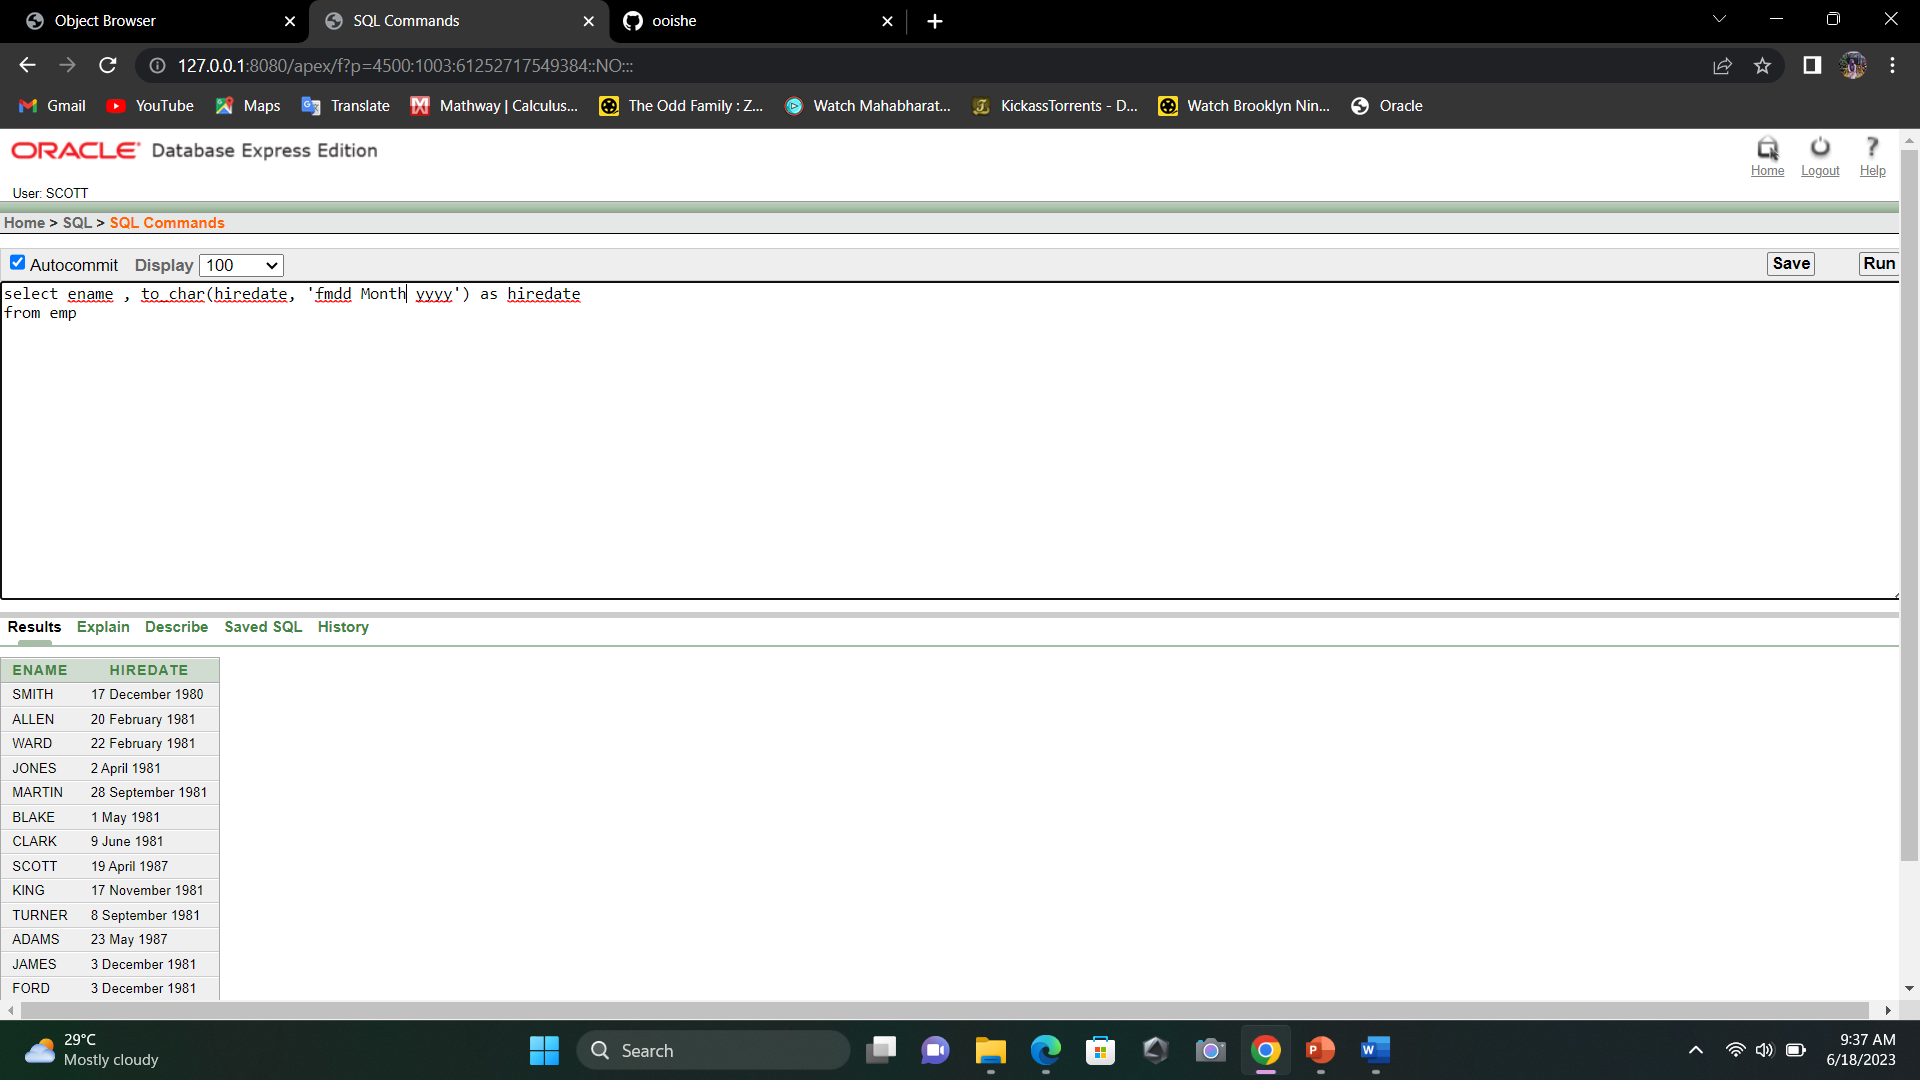 Object Browser
SQL Commands
ooishe
127.0.0.1:8080/apex/f?p=4500:1003:61252717549384::NO:::
Gmail
YouTube
Maps
Translate
Mathway | Calculus...
The Odd Family : Z...
Watch Mahabharat...
KickassTorrents - D...
Watch Brooklyn Nin...
Oracle
ORACLE Database Express Edition
Home
Logout
Help
User: SCOTT
Home > SQL > SQL Commands
Autocommit
Display 100
Save
Run
select ename , to_char(hiredate, 'fmdd Month yyyy') as hiredate
from emp
Results Explain Describe Saved SQL History
ENAME HIREDATE
SMITH 17 December 1980
ALLEN 20 February 1981
WARD 22 February 1981
JONES 2 April 1981
MARTIN 28 September 1981
BLAKE 1 May 1981
CLARK 9 June 1981
SCOTT 19 April 1987
KING 17 November 1981
TURNER 8 September 1981
ADAMS 23 May 1987
JAMES 3 December 1981
FORD 3 December 1981
29°C
Mostly cloudy
Search
9:37 AM
6/18/2023